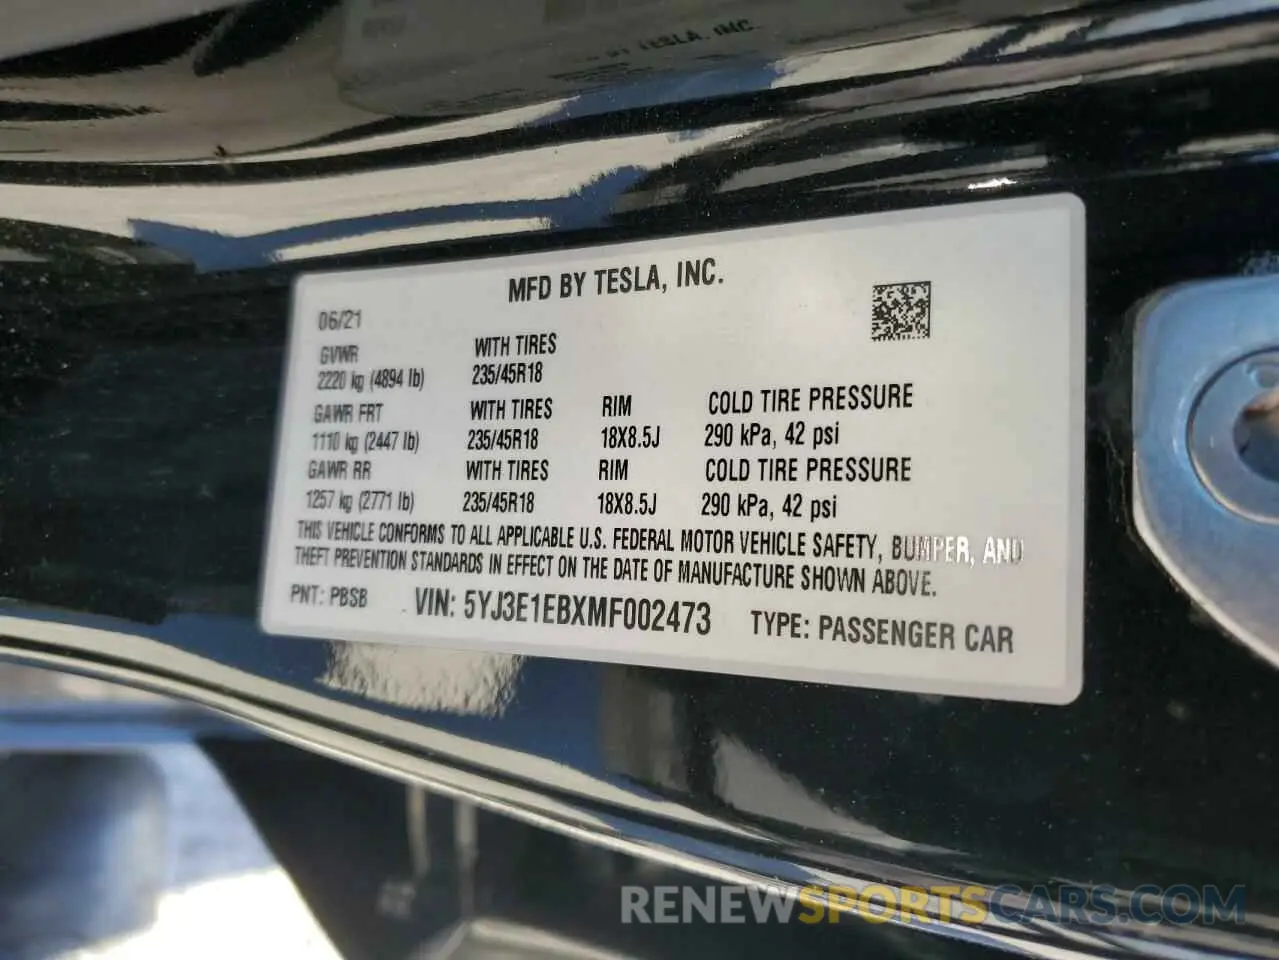 MFD BY TESLA, INC.
06/21
GVWR WITH TIRES
2220 kg (4894 lb) 235/45R18
GAWR FRT WITH TIRES RIM COLD TIRE PRESSURE
1110 kg (2447 lb) 235/45R18 18X8.5J 290 kPa, 42 psi
GAWR RR WITH TIRES RIM COLD TIRE PRESSURE
1257 kg (2771 lb) 235/45R18 18X8.5J 290 kPa, 42 psi
THIS VEHICLE CONFORMS TO ALL APPLICABLE U.S. FEDERAL MOTOR VEHICLE SAFETY, BUMPER, AND
THEFT PREVENTION STANDARDS IN EFFECT ON THE DATE OF MANUFACTURE SHOWN ABOVE.
PNT: PBSB VIN: 5YJ3E1EBXMF002473 TYPE: PASSENGER CAR
RENEWSPORTSCARS.COM